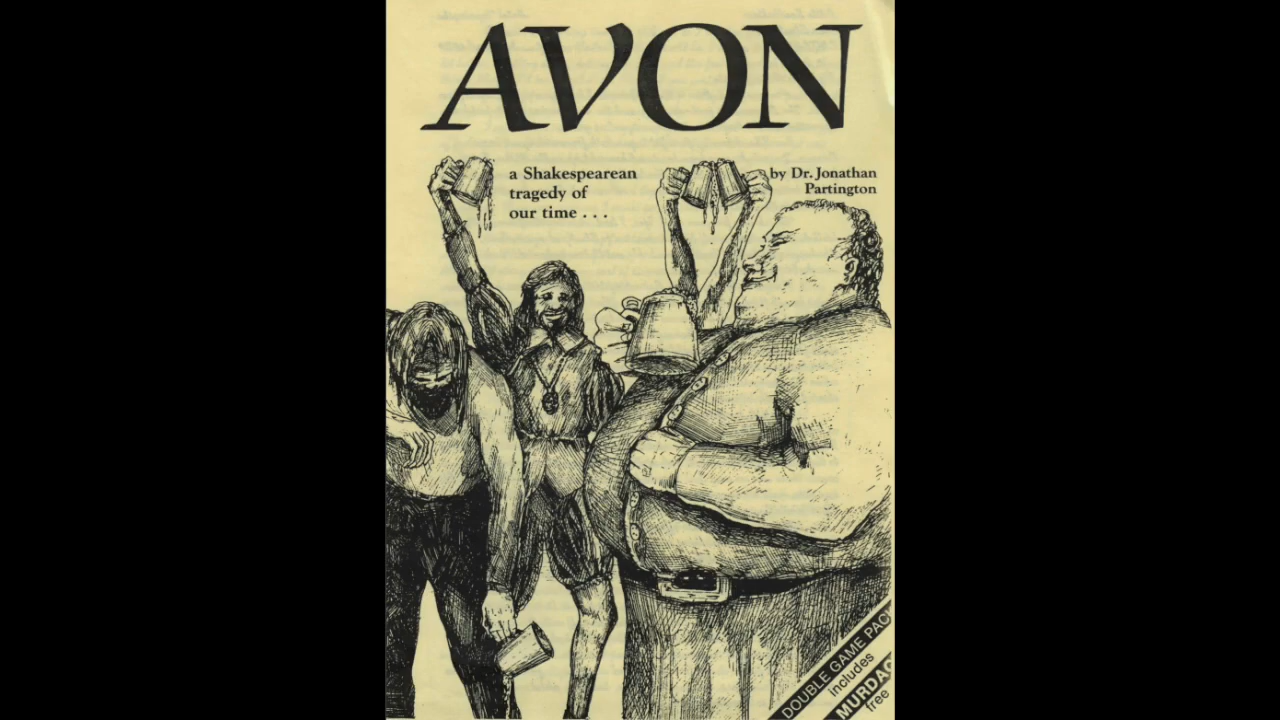 AVON
a Shakespearean
tragedy of
our time . . .
by Dr. Jonathan
Partington
DOUBLE GAME PACK
includes
MURDAC
free